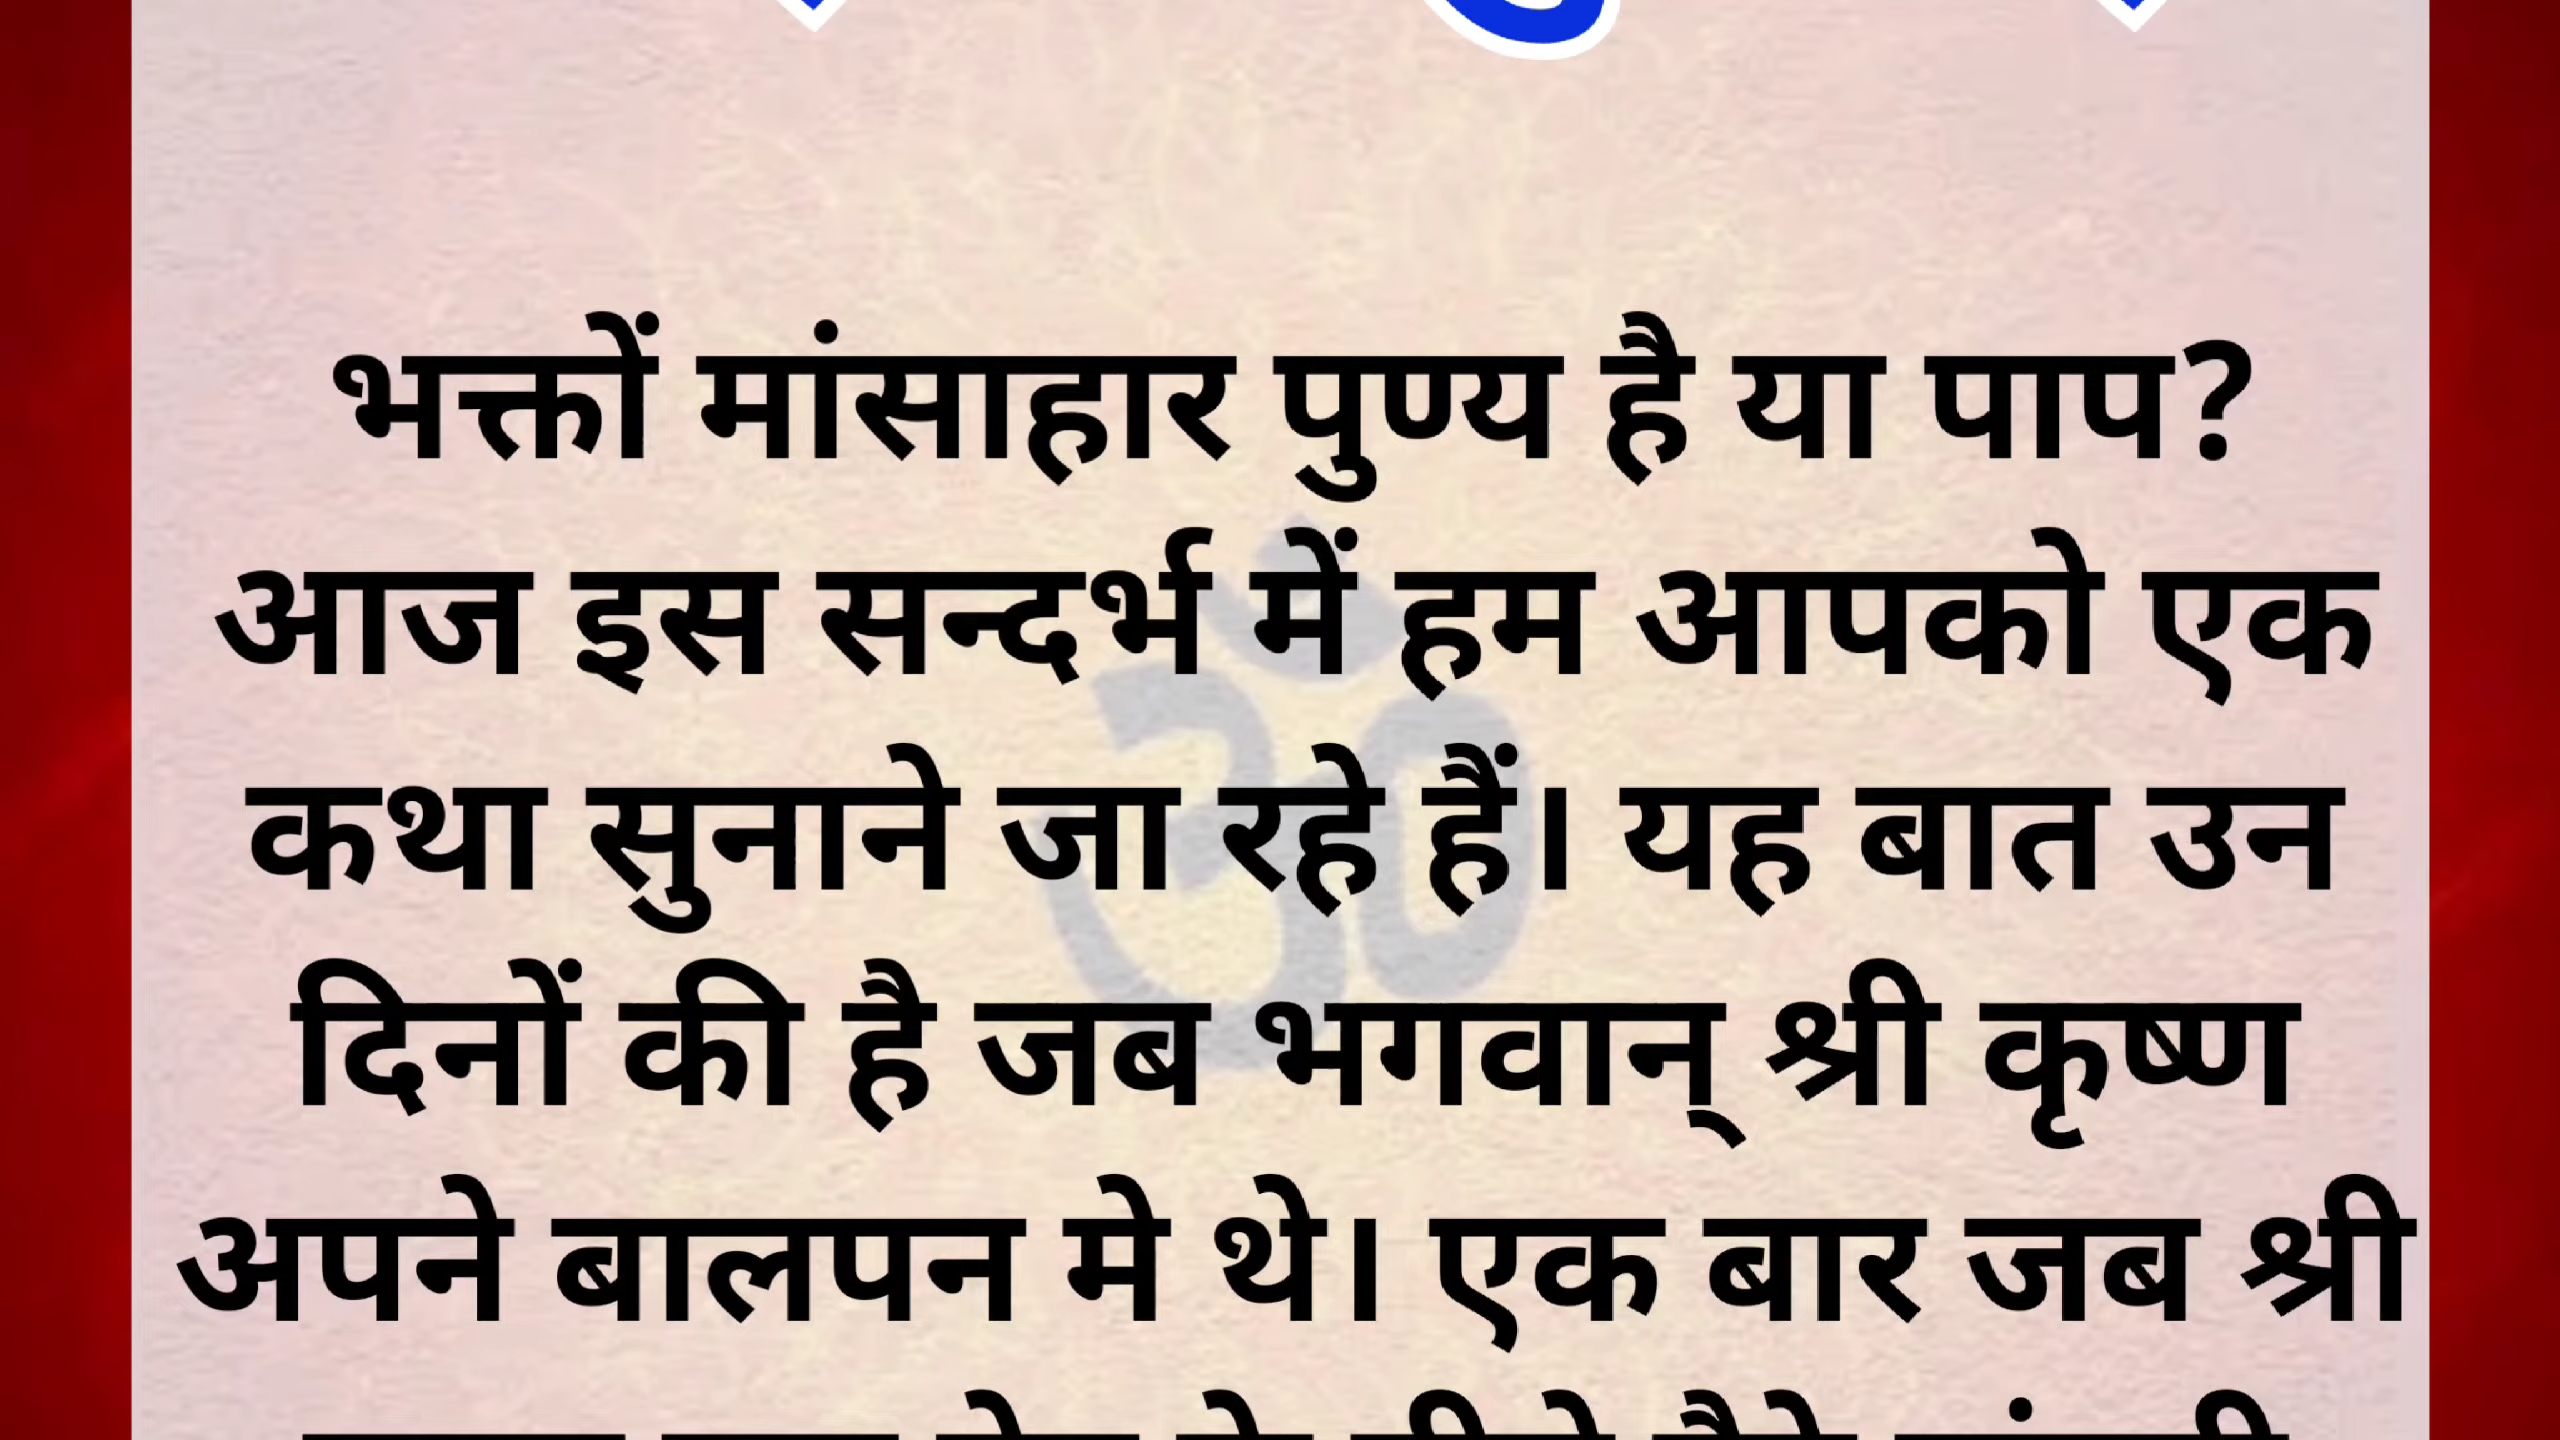 भक्तों मांसाहार पुण्य है या पाप?
आज इस सन्दर्भ में हम आपको एक
कथा सुनाने जा रहे हैं। यह बात उन
दिनों की है जब भगवान् श्री कृष्ण
अपने बालपन मे थे। एक बार जब श्री